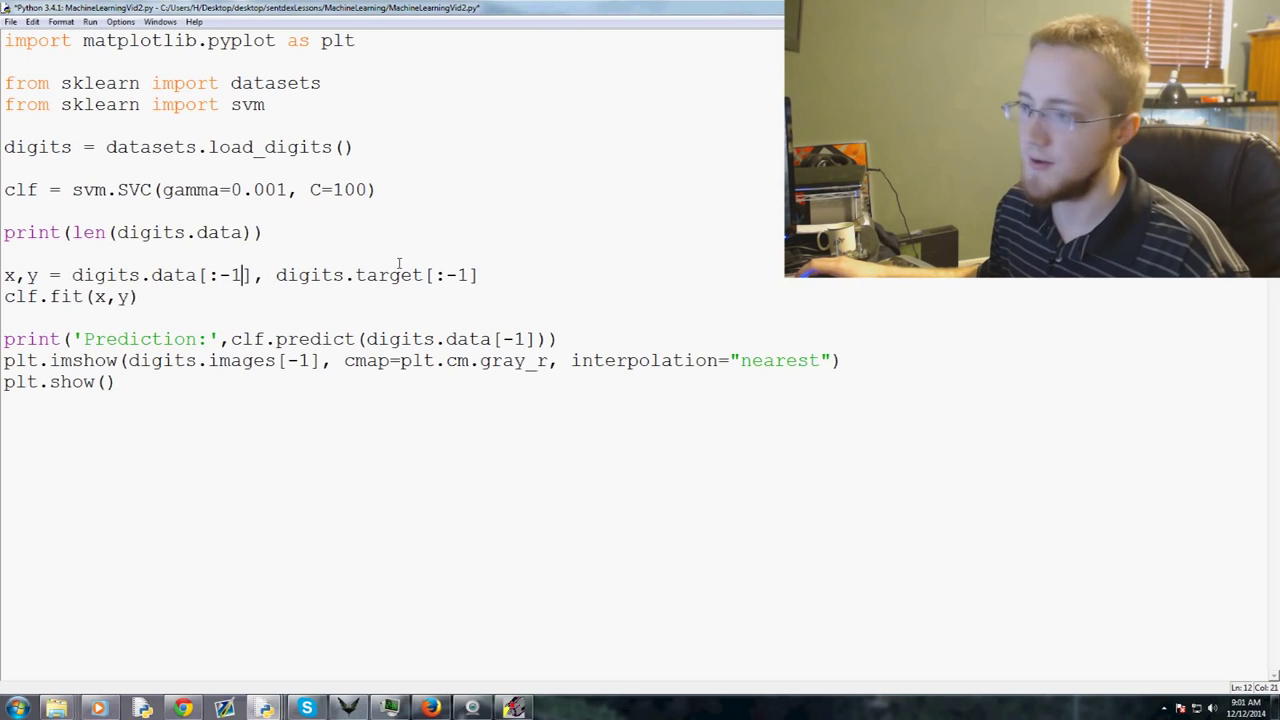 *Python 3.4.1: MachineLearningVid2.py - C:/Users/H/Desktop/desktop/sentdexLessons/MachineLearning/MachineLearningVid2.py*
File Edit Format Run Options Windows Help
import matplotlib.pyplot as plt
from sklearn import datasets
from sklearn import svm
digits = datasets.load_digits()
clf = svm.SVC(gamma=0.001, C=100)
print(len(digits.data))
x,y = digits.data[:-1], digits.target[:-1]
clf.fit(x,y)
print('Prediction:',clf.predict(digits.data[-1]))
plt.imshow(digits.images[-1], cmap=plt.cm.gray_r, interpolation="nearest")
plt.show()
Ln: 12 Col: 21
9:01 AM
12/12/2014